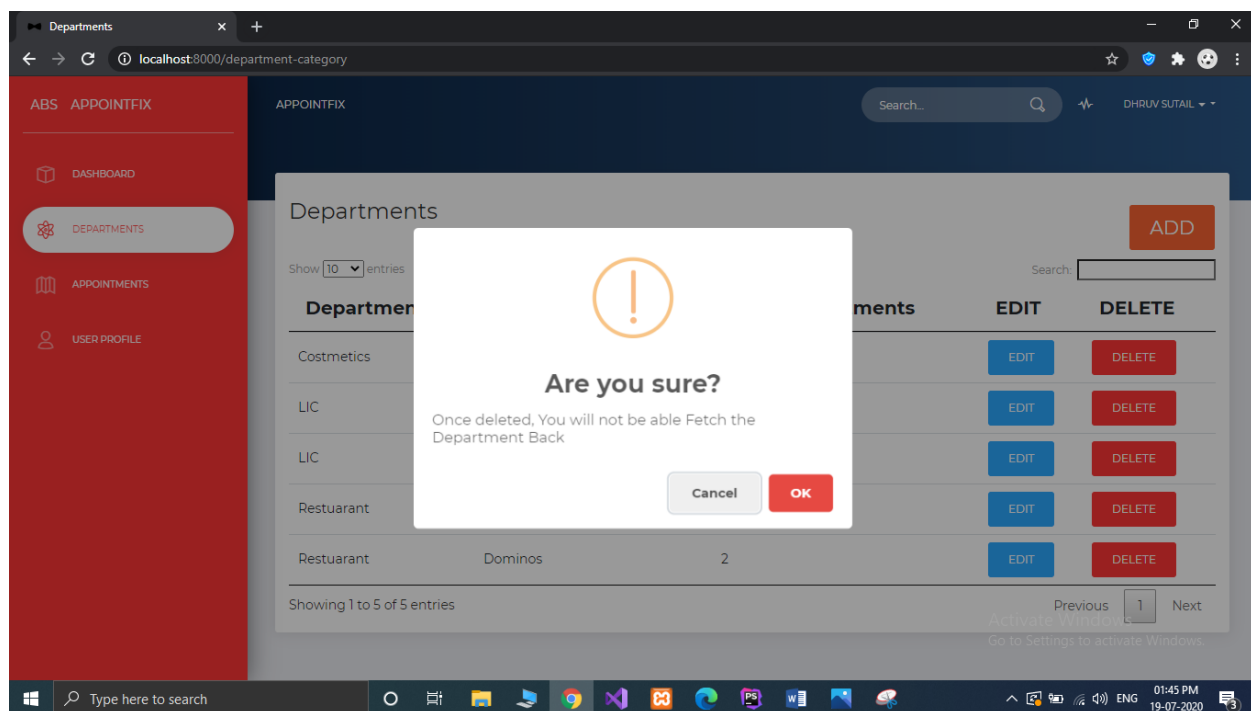 Departments
localhost:8000/department-category
ABS APPOINTFIX
APPOINTFIX
Search...
DHRUV SUTAIL
DASHBOARD
DEPARTMENTS
APPOINTMENTS
USER PROFILE
Departments
ADD
Show 10 entries
Search:
Departmen
ments
EDIT
DELETE
Costmetics
EDIT
DELETE
LIC
EDIT
DELETE
LIC
EDIT
DELETE
Restuarant
EDIT
DELETE
Restuarant
Dominos
2
EDIT
DELETE
Are you sure?
Once deleted, You will not be able Fetch the
Department Back
Cancel
OK
Showing 1 to 5 of 5 entries
Previous 1 Next
Activate Windows
Go to Settings to activate Windows.
Type here to search
ENG
01:45 PM
19-07-2020
3